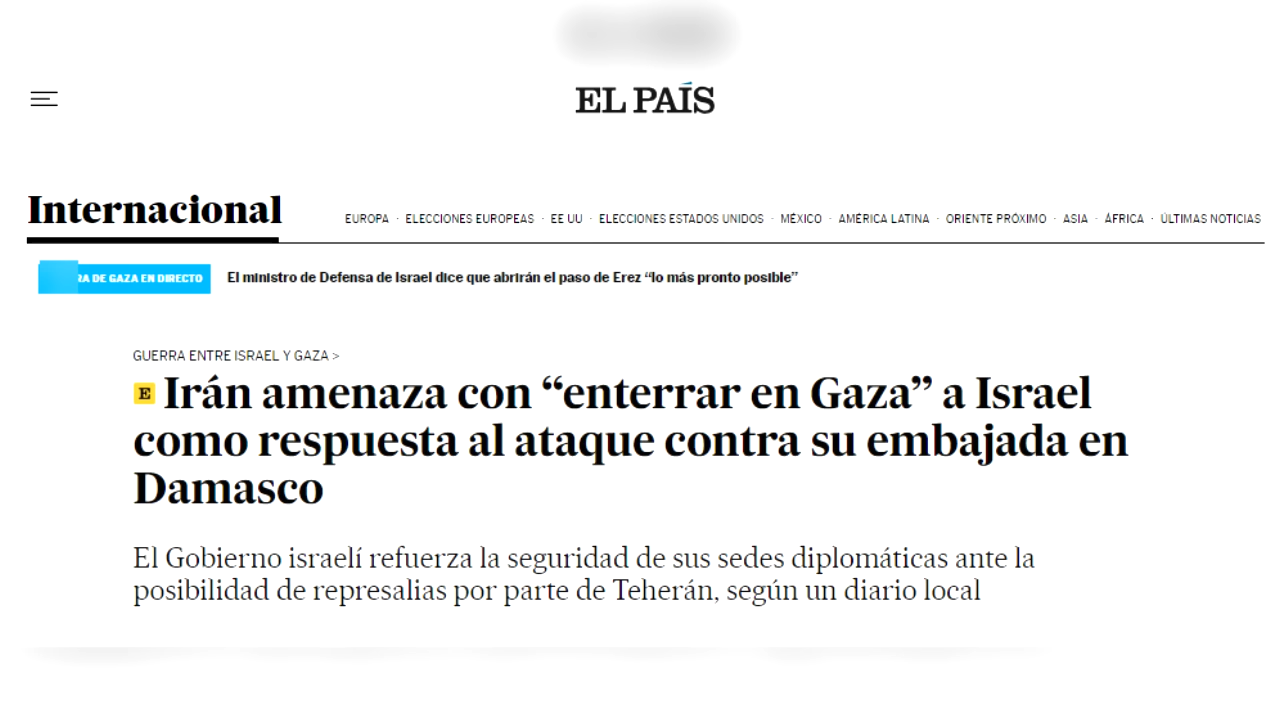 EL PAÍS
Internacional
EUROPA · ELECCIONES EUROPEAS · EE UU · ELECCIONES ESTADOS UNIDOS · MÉXICO · AMÉRICA LATINA · ORIENTE PRÓXIMO · ASIA · ÁFRICA · ÚLTIMAS NOTICIAS
DE GAZA EN DIRECTO
El ministro de Defensa de Israel dice que abrirán el paso de Erez “lo más pronto posible”
GUERRA ENTRE ISRAEL Y GAZA >
E Irán amenaza con “enterrar en Gaza” a Israel
como respuesta al ataque contra su embajada en
Damasco
El Gobierno israelí refuerza la seguridad de sus sedes diplomáticas ante la
posibilidad de represalias por parte de Teherán, según un diario local